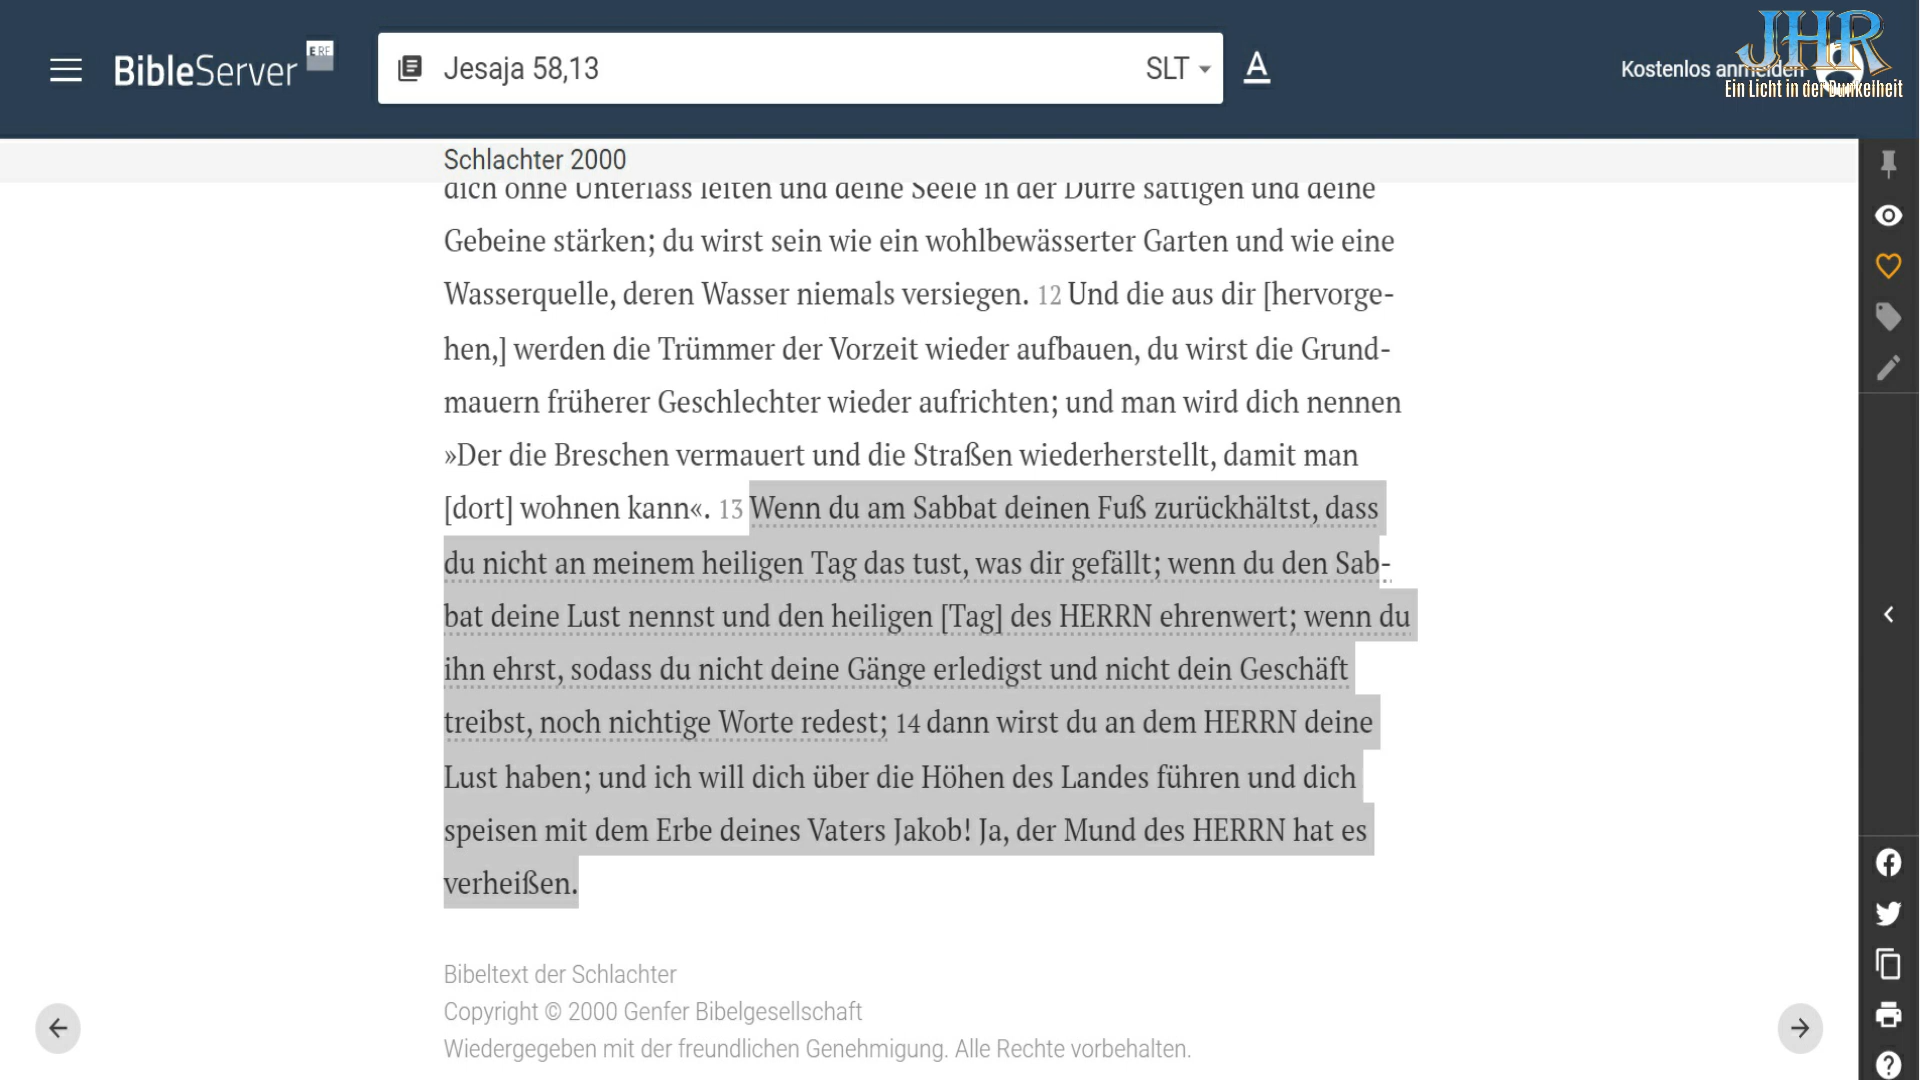 BibleServer
ERF
Jesaja 58,13
SLT
A
Kostenlos anmelden
JHR
Ein Licht in der Dunkelheit
Schlachter 2000
dich ohne Unterlass leiten und deine Seele in der Dürre sättigen und deine
Gebeine stärken; du wirst sein wie ein wohlbewässerter Garten und wie eine
Wasserquelle, deren Wasser niemals versiegen. 12 Und die aus dir [hervorge-
hen,] werden die Trümmer der Vorzeit wieder aufbauen, du wirst die Grund-
mauern früherer Geschlechter wieder aufrichten; und man wird dich nennen
»Der die Breschen vermauert und die Straßen wiederherstellt, damit man
[dort] wohnen kann«. 13 Wenn du am Sabbat deinen Fuß zurückhältst, dass
du nicht an meinem heiligen Tag das tust, was dir gefällt; wenn du den Sab-
bat deine Lust nennst und den heiligen [Tag] des HERRN ehrenwert; wenn du
ihn ehrst, sodass du nicht deine Gänge erledigst und nicht dein Geschäft
treibst, noch nichtige Worte redest; 14 dann wirst du an dem HERRN deine
Lust haben; und ich will dich über die Höhen des Landes führen und dich
speisen mit dem Erbe deines Vaters Jakob! Ja, der Mund des HERRN hat es
verheißen.
Bibeltext der Schlachter
Copyright © 2000 Genfer Bibelgesellschaft
Wiedergegeben mit der freundlichen Genehmigung. Alle Rechte vorbehalten.